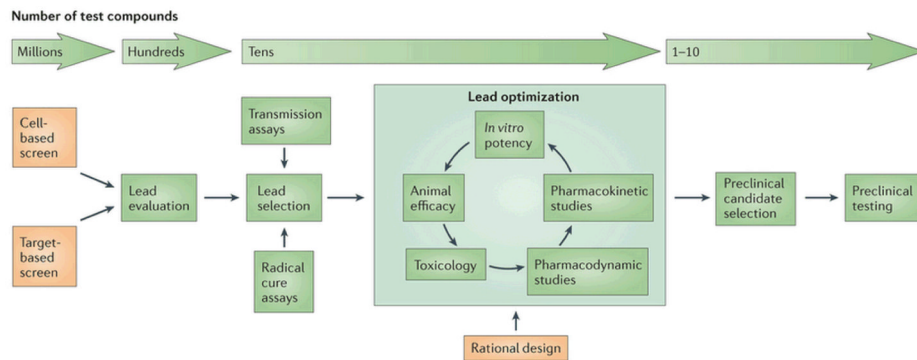 Number of test compounds
Millions
Hundreds
Tens
1–10
Cell-
based
screen
Target-
based
screen
Lead
evaluation
Transmission
assays
Lead
selection
Radical
cure
assays
Lead optimization
In vitro
potency
Animal
efficacy
Pharmacokinetic
studies
Toxicology
Pharmacodynamic
studies
Rational design
Preclinical
candidate
selection
Preclinical
testing